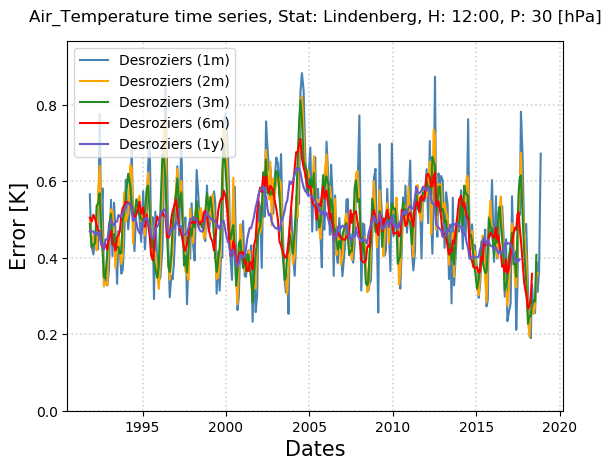 Air_Temperature time series, Stat: Lindenberg, H: 12:00, P: 30 [hPa]
Desroziers (1m)
Desroziers (2m)
Desroziers (3m)
Desroziers (6m)
Desroziers (1y)
Error [K]
0.8
0.6
0.4
0.2
0.0
1995 2000 2005 2010 2015 2020
Dates